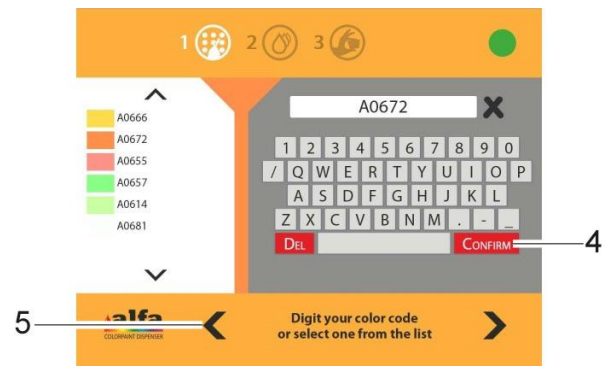 1 2 3
A0666
A0672
A0655
A0657
A0614
A0681
A0672
1 2 3 4 5 6 7 8 9 0
/ Q W E R T Y U I O P
A S D F G H J K L
Z X C V B N M . - _
DEL CONFIRM
4
5
alfa
COLORPAINT DISPENSER
Digit your color code
or select one from the list